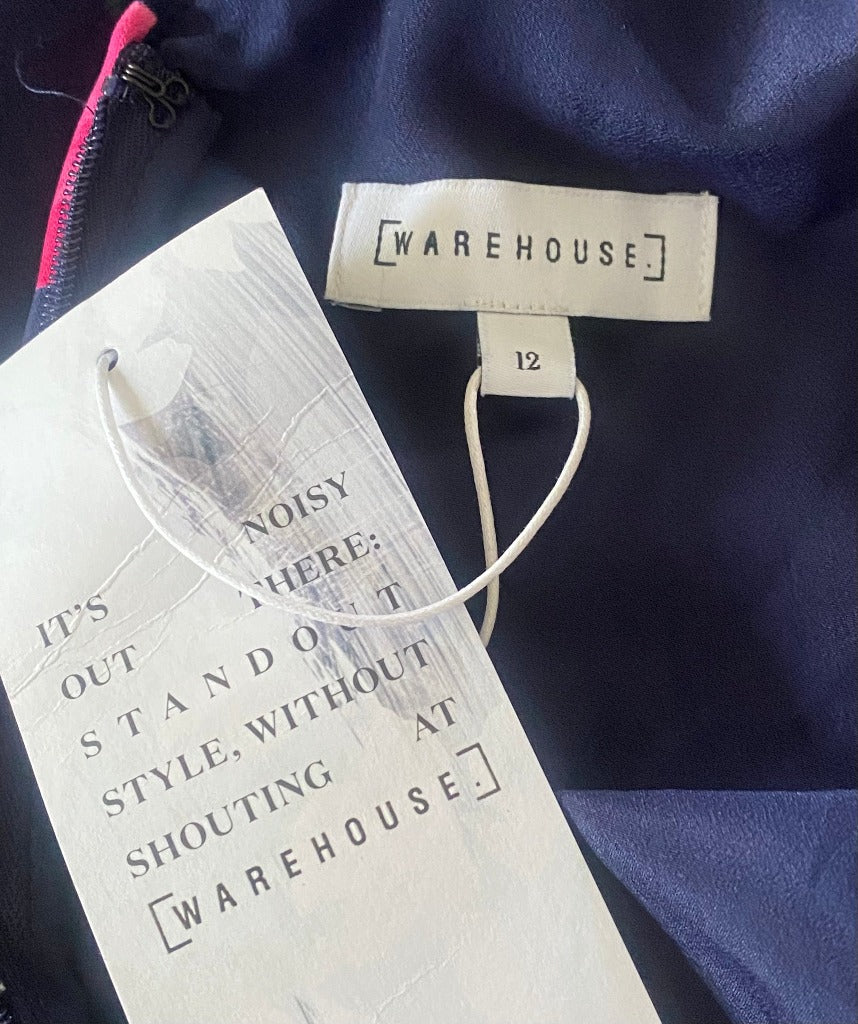 [WAREHOUSE.]
12
IT'S NOISY
OUT THERE:
STANDOUT
STYLE, WITHOUT
SHOUTING AT
[WAREHOUSE.]